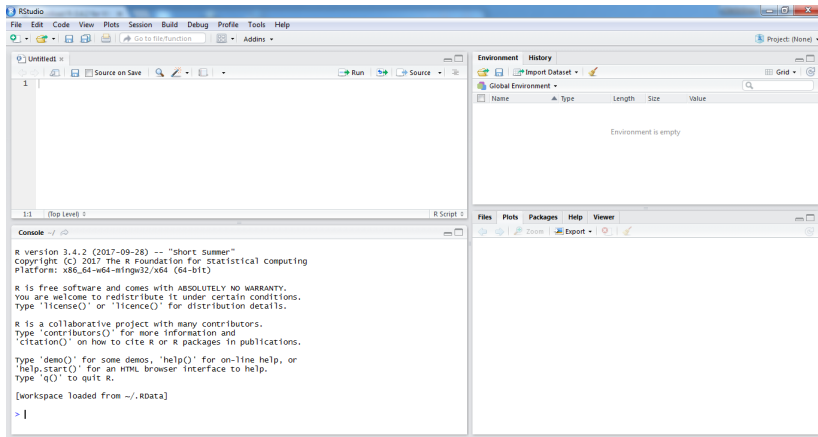 RStudio
File Edit Code View Plots Session Build Debug Profile Tools Help
Go to file/function Addins Project: (None)
Untitled1 ×
Source on Save Run Source
1
1:1 (Top Level) R Script
Console ~/
R version 3.4.2 (2017-09-28) -- "Short Summer"
Copyright (C) 2017 The R Foundation for Statistical Computing
Platform: x86_64-w64-mingw32/x64 (64-bit)
R is free software and comes with ABSOLUTELY NO WARRANTY.
You are welcome to redistribute it under certain conditions.
Type 'license()' or 'licence()' for distribution details.
R is a collaborative project with many contributors.
Type 'contributors()' for more information and
'citation()' on how to cite R or R packages in publications.
Type 'demo()' for some demos, 'help()' for on-line help, or
'help.start()' for an HTML browser interface to help.
Type 'q()' to quit R.
[Workspace loaded from ~/.RData]
>
Environment History
Import Dataset Grid
Global Environment
Name Type Length Size Value
Environment is empty
Files Plots Packages Help Viewer
Zoom Export